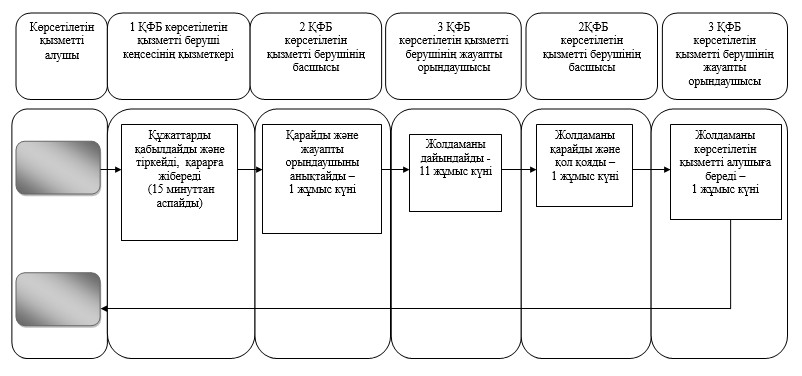 Көрсетілетін
қызметті
алушы
1 ҚФБ көрсетілетін
қызметті беруші
кеңсесінің қызметкері
2 ҚФБ
көрсетілетін
қызметті берушінің
басшысы
3 ҚФБ
көрсетілетін қызметті
берушінің жауапты
орындаушысы
2ҚФБ
көрсетілетін
қызметті берушінің
басшысы
3 ҚФБ
көрсетілетін
қызметті берушінің
жауапты
орындаушысы
Құжаттарды
қабылдайды және
тіркейді, қарарға
жібереді
(15 минуттан
аспайды)
Қарайды және
жауапты
орындаушыны
анықтайды –
1 жұмыс күні
Жолдаманы
дайындайды -
11 жұмыс күні
Жолдаманы
қарайды және
қол қояды –
1 жұмыс күні
Жолдаманы
көрсетілетін
қызметті алушыға
береді –
1 жұмыс күні